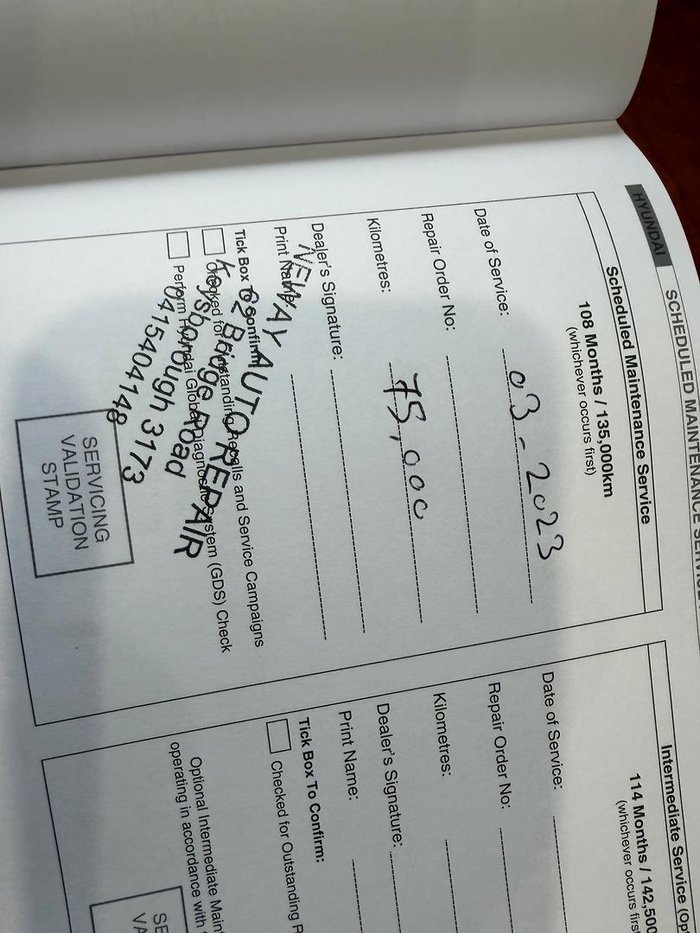 HYUNDAI
SCHEDULED MAINTENANCE
Scheduled Maintenance Service
108 Months / 135,000km
(whichever occurs first)
Date of Service: 03 - 2023
Repair Order No:
Kilometres: 75,000
Dealer's Signature:
Print Name:
Tick Box To Confirm:
Checked for Outstanding Recalls and Service Campaigns
Perform Hyundai Global Diagnostic System (GDS) Check
NEWAY AUTO REPAIR
62 Baige Road
Keysborough 3173
0415404148
SERVICING
VALIDATION
STAMP
Intermediate Service
114 Months / 142,500
(whichever occurs first
Date of Service:
Repair Order No:
Kilometres:
Dealer's Signature:
Print Name:
Tick Box To Confirm:
Checked for Outstanding
Optional Intermediate
operating in accordance with